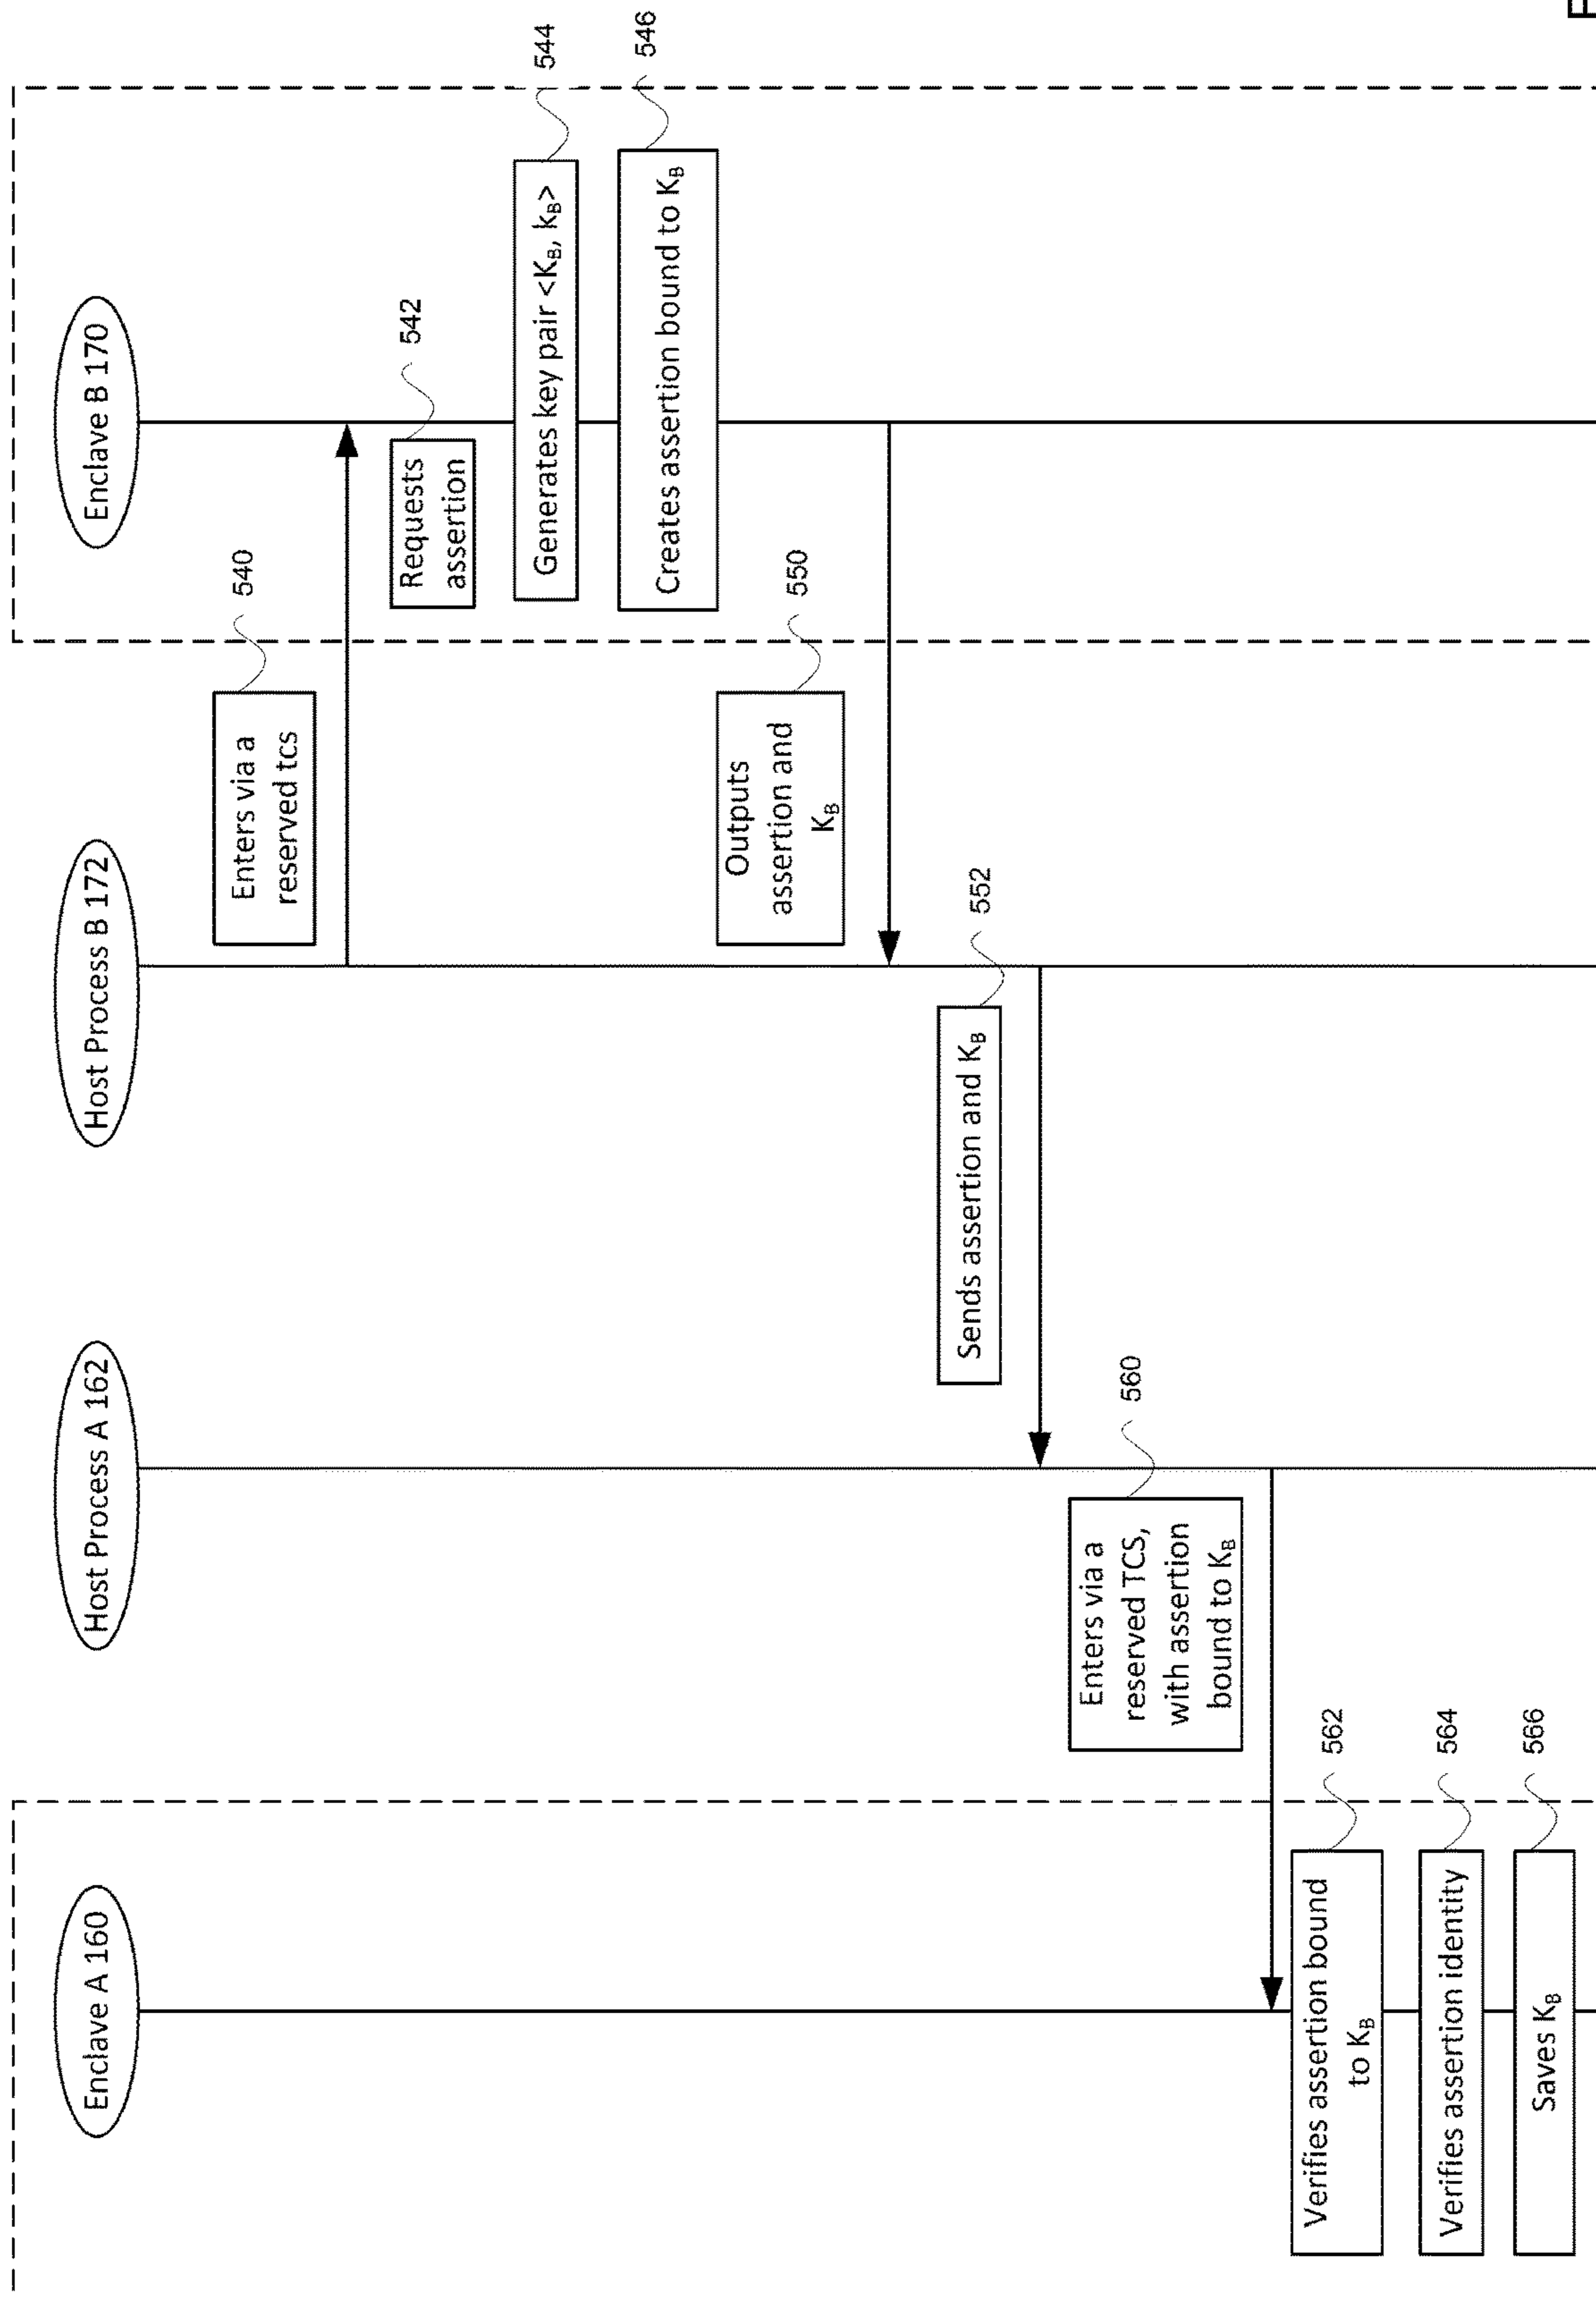 Enclave A 160
Host Process A 162
Host Process B 172
Enclave B 170
540
Enters via a
reserved tcs
542
Requests
assertion
544
Generates key pair <K_B, k_B>
546
Creates assertion bound to K_B
550
Outputs
assertion and
K_B
552
Sends assertion and K_B
560
Enters via a
reserved TCS,
with assertion
bound to K_B
562
Verifies assertion bound
to K_B
564
Verifies assertion identity
566
Saves K_B